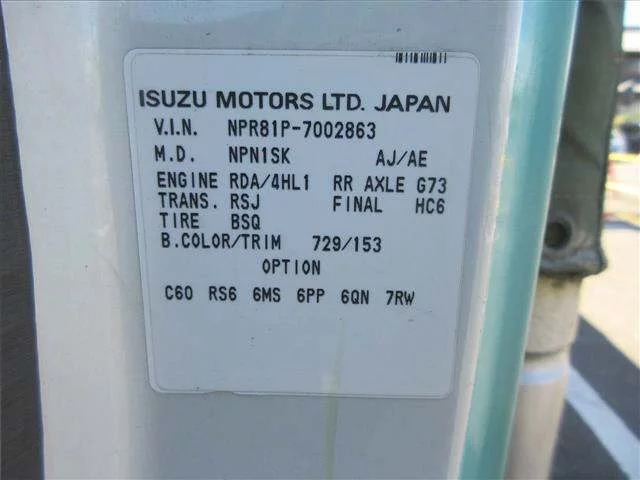 ISUZU MOTORS LTD. JAPAN
V.I.N. NPR81P-7002863
M.D. NPN1SK AJ/AE
ENGINE RDA/4HL1 RR AXLE G73
TRANS. RSJ FINAL HC6
TIRE BSQ
B.COLOR/TRIM 729/153
OPTION
C60 RS6 6MS 6PP 6QN 7RW